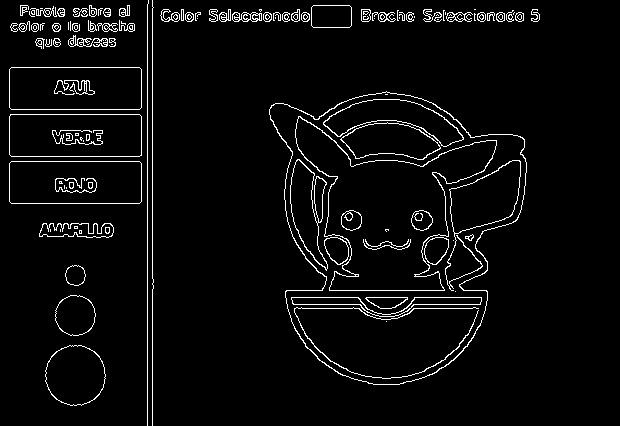 Parate sobre el
color o la brocha
que desees
Color Seleccionado
Brocha Seleccionada 5
AZUL
VERDE
ROJO
AMARILLO